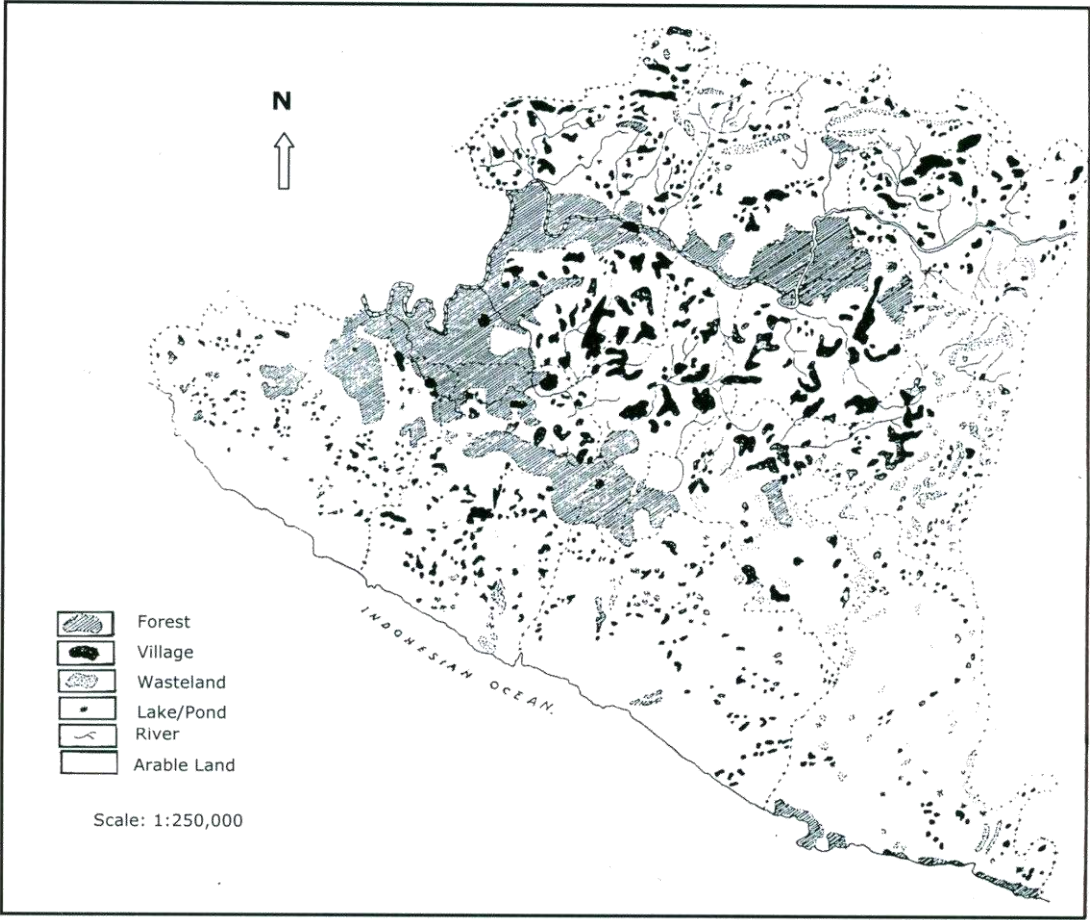 N
Forest
Village
Wasteland
Lake/Pond
River
Arable Land
Scale: 1:250,000
INDONESIAN OCEAN.